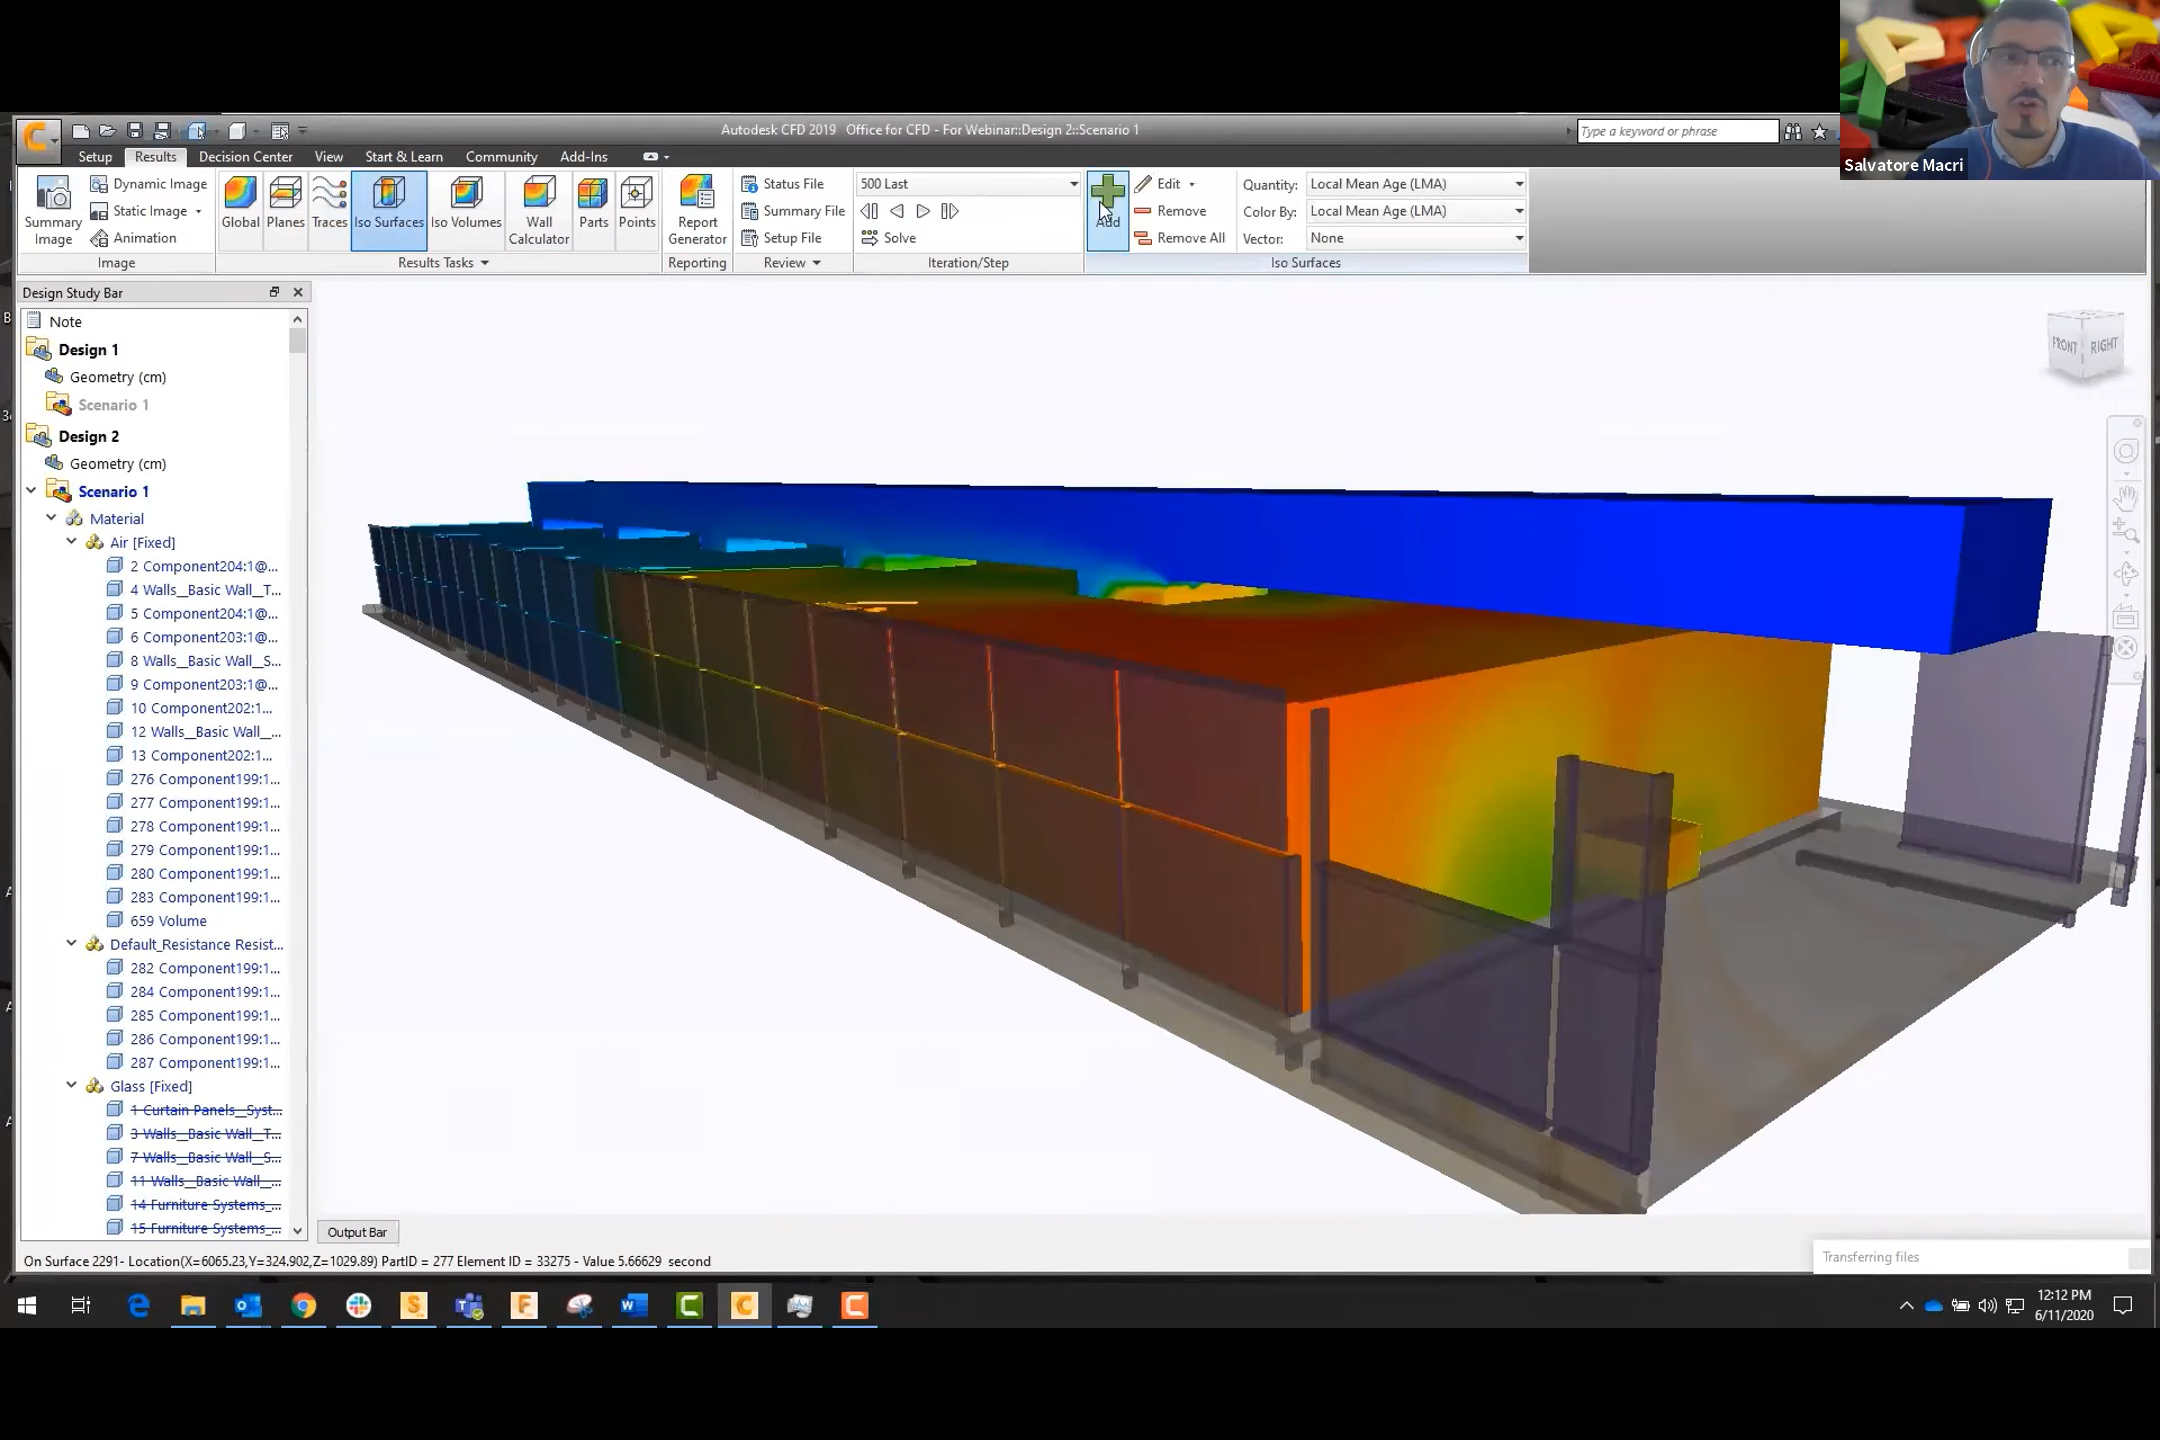 Salvatore Macri
Autodesk CFD 2019 Office for CFD - For Webinar::Design 2::Scenario 1
Type a keyword or phrase
Setup Results Decision Center View Start & Learn Community Add-Ins
Summary Image
Dynamic Image
Static Image
Animation
Image
Global
Planes
Traces
Iso Surfaces
Iso Volumes
Wall Calculator
Parts
Points
Results Tasks
Report Generator
Reporting
Status File
Summary File
Setup File
Review
500 Last
Solve
Iteration/Step
Add
Edit
Remove
Remove All
Quantity: Local Mean Age (LMA)
Color By: Local Mean Age (LMA)
Vector: None
Iso Surfaces
Design Study Bar
Note
Design 1
Geometry (cm)
Scenario 1
Design 2
Geometry (cm)
Scenario 1
Material
Air [Fixed]
2 Component204:1@...
4 Walls__Basic Wall__T...
5 Component204:1@...
6 Component203:1@...
8 Walls__Basic Wall__S...
9 Component203:1@...
10 Component202:1...
12 Walls__Basic Wall__...
13 Component202:1...
276 Component199:1...
277 Component199:1...
278 Component199:1...
279 Component199:1...
280 Component199:1...
283 Component199:1...
659 Volume
Default_Resistance Resist...
282 Component199:1...
284 Component199:1...
285 Component199:1...
286 Component199:1...
287 Component199:1...
Glass [Fixed]
1 Curtain Panels__Syst...
3 Walls__Basic Wall__T...
7 Walls__Basic Wall__S...
11 Walls__Basic Wall__...
14 Furniture Systems_...
15 Furniture Systems_...
FRONT RIGHT
Output Bar
On Surface 2291- Location(X=6065.23,Y=324.902,Z=1029.89) PartID = 277 Element ID = 33275 - Value 5.66629 second
Transferring files
12:12 PM
6/11/2020